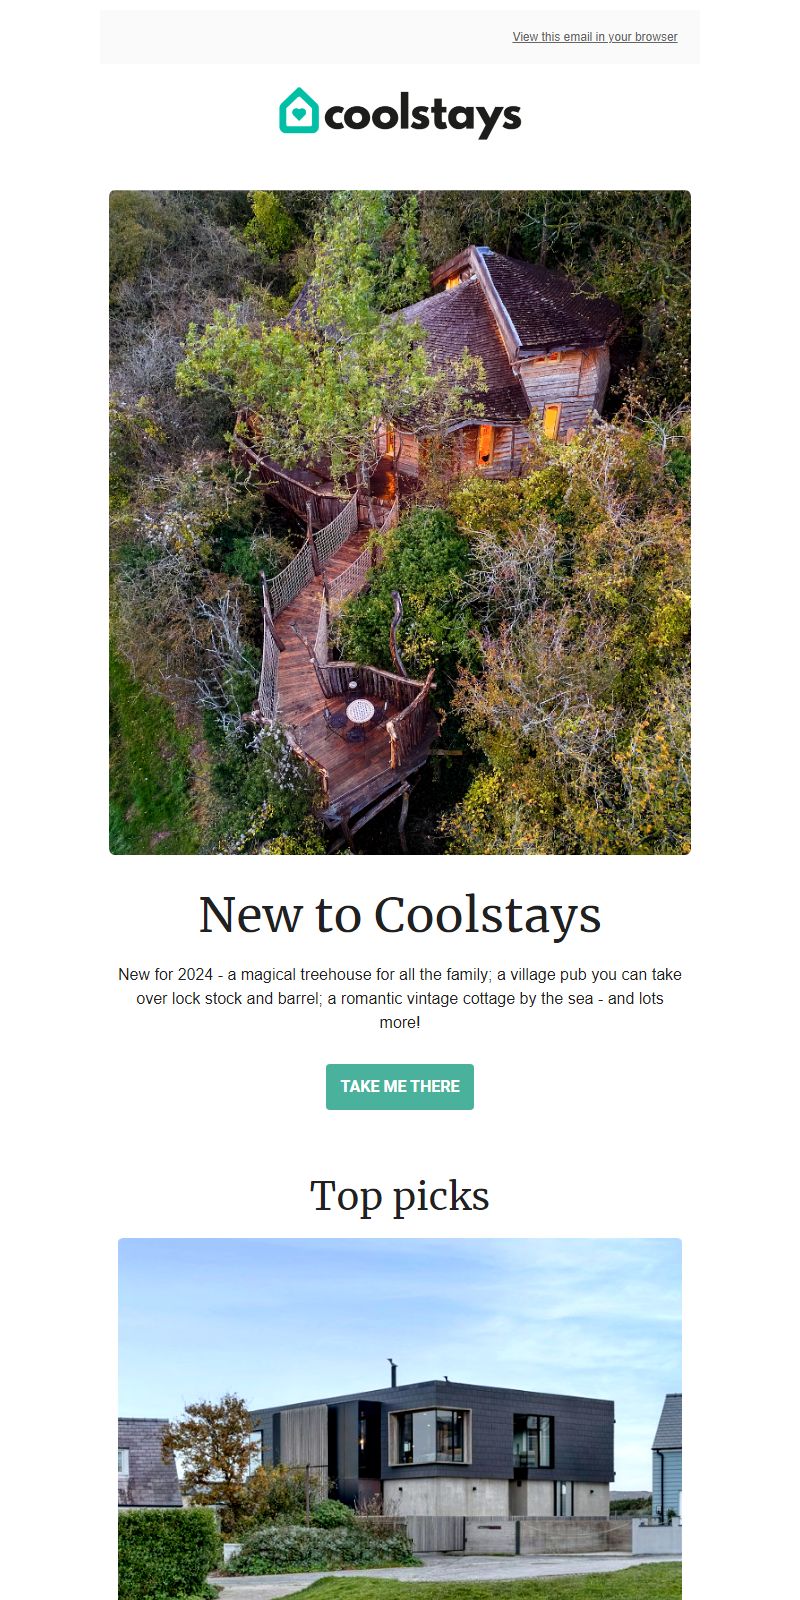 View this email in your browser
coolstays
New to Coolstays
New for 2024 - a magical treehouse for all the family; a village pub you can take
over lock stock and barrel; a romantic vintage cottage by the sea - and lots
more!
TAKE ME THERE
Top picks